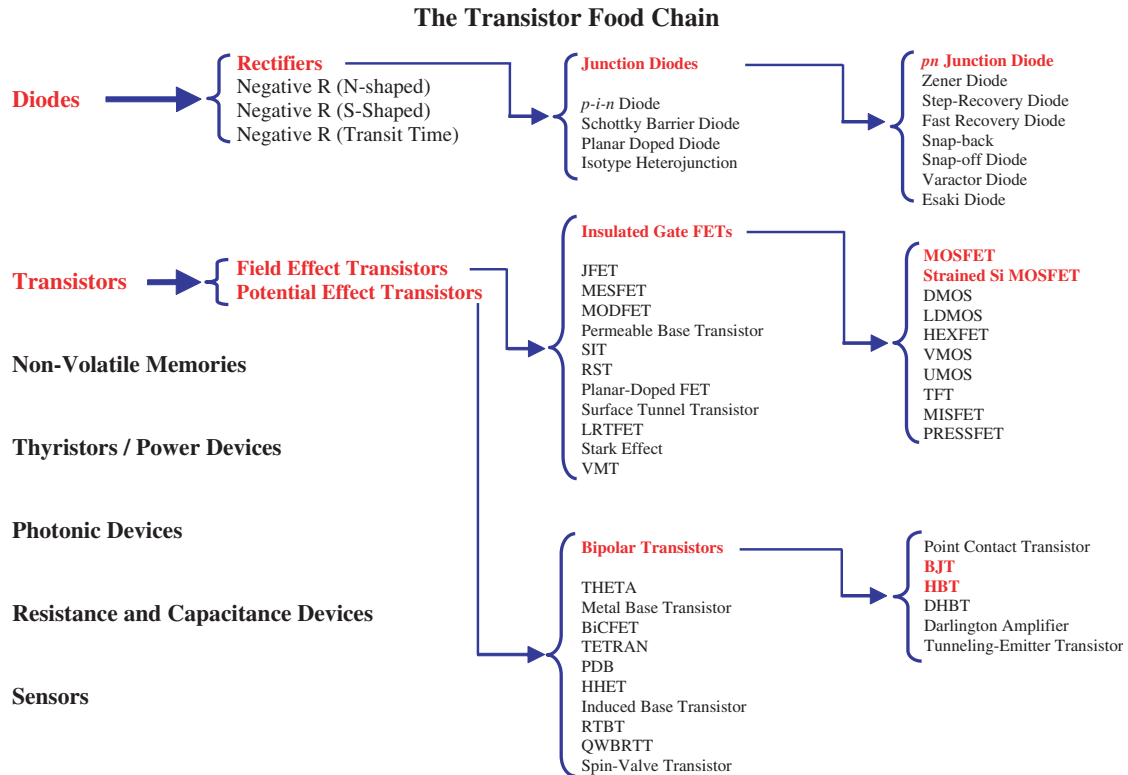 The Transistor Food Chain
Diodes
Rectifiers
Negative R (N-shaped)
Negative R (S-Shaped)
Negative R (Transit Time)
Junction Diodes
p-i-n Diode
Schottky Barrier Diode
Planar Doped Diode
Isotype Heterojunction
pn Junction Diode
Zener Diode
Step-Recovery Diode
Fast Recovery Diode
Snap-back
Snap-off Diode
Varactor Diode
Esaki Diode
Transistors
Field Effect Transistors
Potential Effect Transistors
Insulated Gate FETs
JFET
MESFET
MODFET
Permeable Base Transistor
SIT
RST
Planar-Doped FET
Surface Tunnel Transistor
LRTFET
Stark Effect
VMT
MOSFET
Strained Si MOSFET
DMOS
LDMOS
HEXFET
VMOS
UMOS
TFT
MISFET
PRESSFET
Bipolar Transistors
THETA
Metal Base Transistor
BiCFET
TETRAN
PDB
HHET
Induced Base Transistor
RTBT
QWBRTT
Spin-Valve Transistor
Point Contact Transistor
BJT
HBT
DHBT
Darlington Amplifier
Tunneling-Emitter Transistor
Non-Volatile Memories
Thyristors / Power Devices
Photonic Devices
Resistance and Capacitance Devices
Sensors